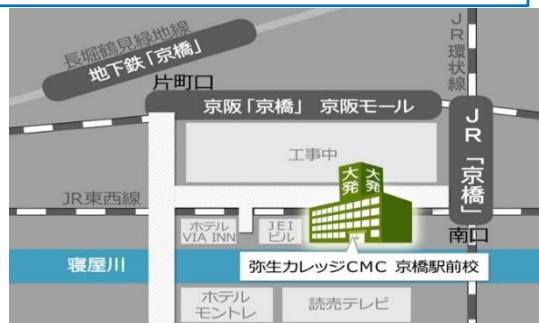 長堀鶴見緑地線
地下鉄「京橋」
片町口
京阪「京橋」 京阪モール
JR環状線
JR「京橋」
工事中
大発
大発
JR東西線
ホテル
VIA INN
JEI
ビル
南口
寝屋川
弥生カレッジCMC 京橋駅前校
ホテル
モントレ
読売テレビ